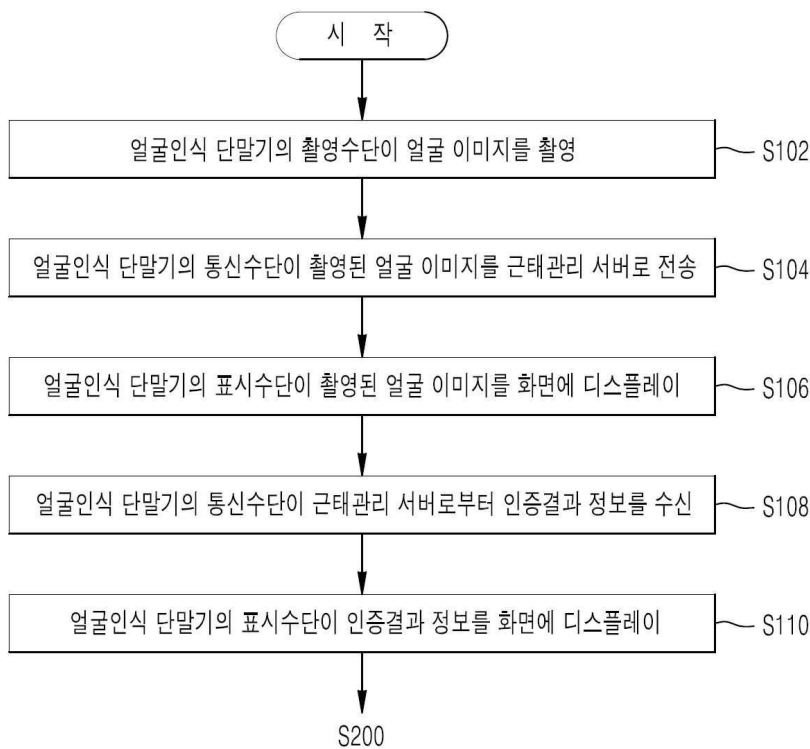 시 작
얼굴인식 단말기의 촬영수단이 얼굴 이미지를 촬영
S102
얼굴인식 단말기의 통신수단이 촬영된 얼굴 이미지를 근태관리 서버로 전송
S104
얼굴인식 단말기의 표시수단이 촬영된 얼굴 이미지를 화면에 디스플레이
S106
얼굴인식 단말기의 통신수단이 근태관리 서버로부터 인증결과 정보를 수신
S108
얼굴인식 단말기의 표시수단이 인증결과 정보를 화면에 디스플레이
S110
S200